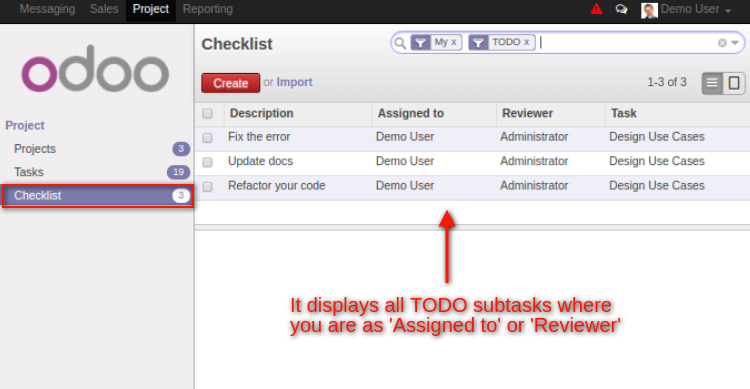 Messaging Sales Project Reporting Demo User
odoo
Checklist My x TODO x
Create or Import 1-3 of 3
Project
Projects 3
Tasks 19
Checklist 3
Description Assigned to Reviewer Task
Fix the error Demo User Administrator Design Use Cases
Update docs Demo User Administrator Design Use Cases
Refactor your code Demo User Administrator Design Use Cases
It displays all TODO subtasks where
you are as 'Assigned to' or 'Reviewer'